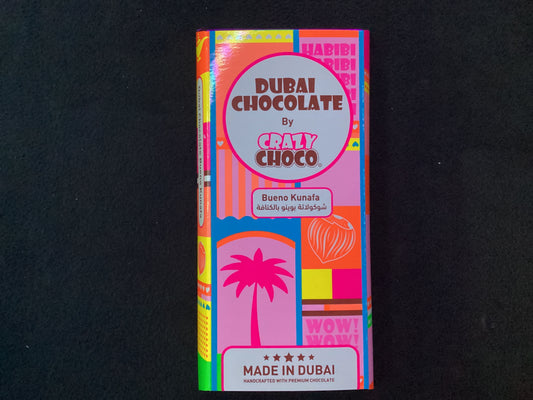 HABIBI
HABIBI
DUBAI
CHOCOLATE
By
CRAZY
CHOCO
Bueno Kunafa
شوكولاتة بوينو بالكنافة
WOW!
WOW!
MADE IN DUBAI
HANDCRAFTED WITH PREMIUM CHOCOLATE